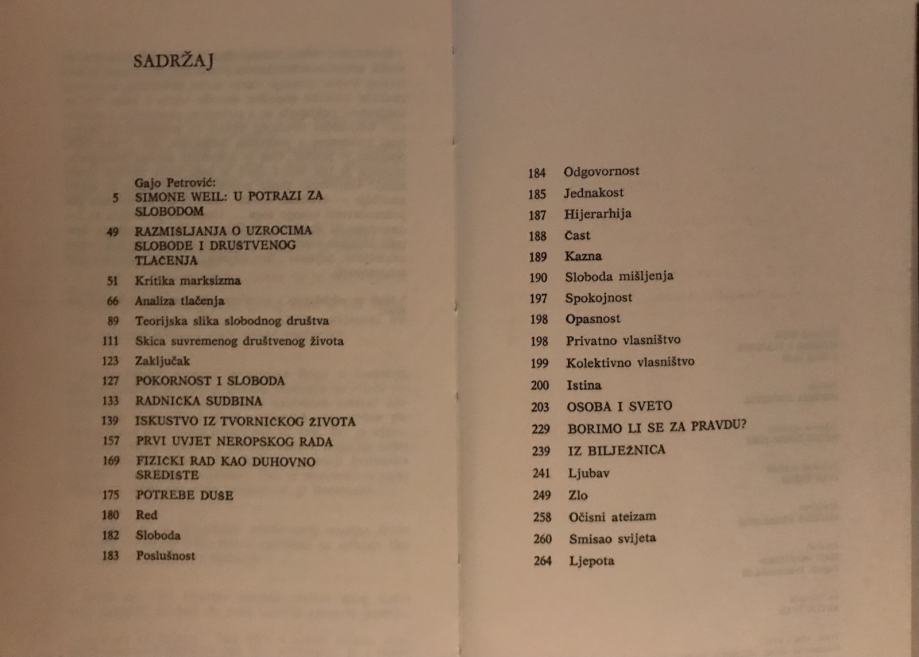 SADRŽAJ
Gajo Petrović:
5 SIMONE WEIL: U POTRAZI ZA
SLOBODOM
49 RAZMIŠLJANJA O UZROCIMA
SLOBODE I DRUŠTVENOG
TLAČENJA
51 Kritika marksizma
66 Analiza tlačenja
89 Teorijska slika slobodnog društva
111 Skica suvremenog društvenog života
123 Zaključak
127 POKORNOST I SLOBODA
133 RADNIČKA SUDBINA
139 ISKUSTVO IZ TVORNIČKOG ŽIVOTA
157 PRVI UVJET NEROPSKOG RADA
169 FIZIČKI RAD KAO DUHOVNO
SREDIŠTE
175 POTREBE DUŠE
180 Red
182 Sloboda
183 Poslušnost
184 Odgovornost
185 Jednakost
187 Hijerarhija
188 Čast
189 Kazna
190 Sloboda mišljenja
197 Spokojnost
198 Opasnost
198 Privatno vlasništvo
199 Kolektivno vlasništvo
200 Istina
203 OSOBA I SVETO
229 BORIMO LI SE ZA PRAVDU?
239 IZ BILJEŽNICA
241 Ljubav
249 Zlo
258 Očisni ateizam
260 Smisao svijeta
264 Ljepota